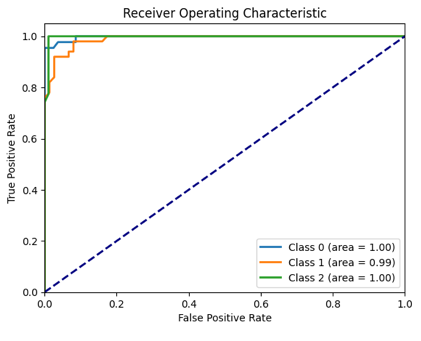 Receiver Operating Characteristic
True Positive Rate
1.0
0.8
0.6
0.4
0.2
0.0
Class 0 (area = 1.00)
Class 1 (area = 0.99)
Class 2 (area = 1.00)
0.0 0.2 0.4 0.6 0.8 1.0
False Positive Rate